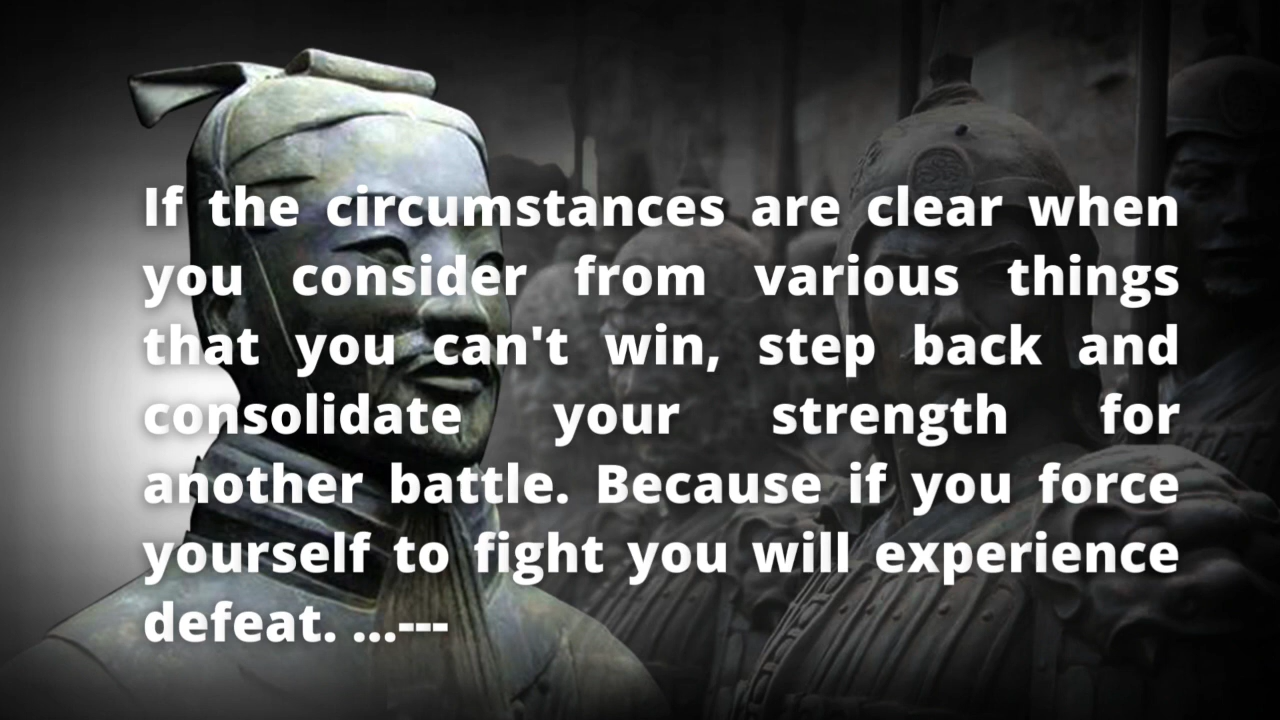 If the circumstances are clear when
you consider from various things
that you can't win, step back and
consolidate your strength for
another battle. Because if you force
yourself to fight you will experience
defeat. ...---